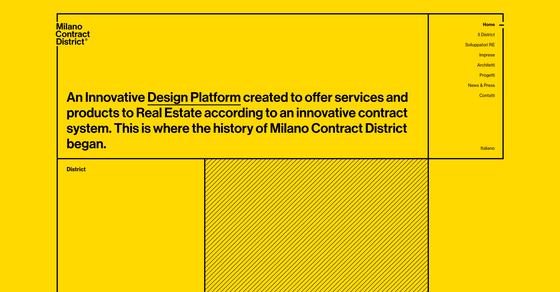 Milano
Contract
District®
Home
Il District
Sviluppatori RE
Imprese
Architetti
Progetti
News & Press
Contatti
An Innovative Design Platform created to offer services and
products to Real Estate according to an innovative contract
system. This is where the history of Milano Contract District
began.
Italiano
District